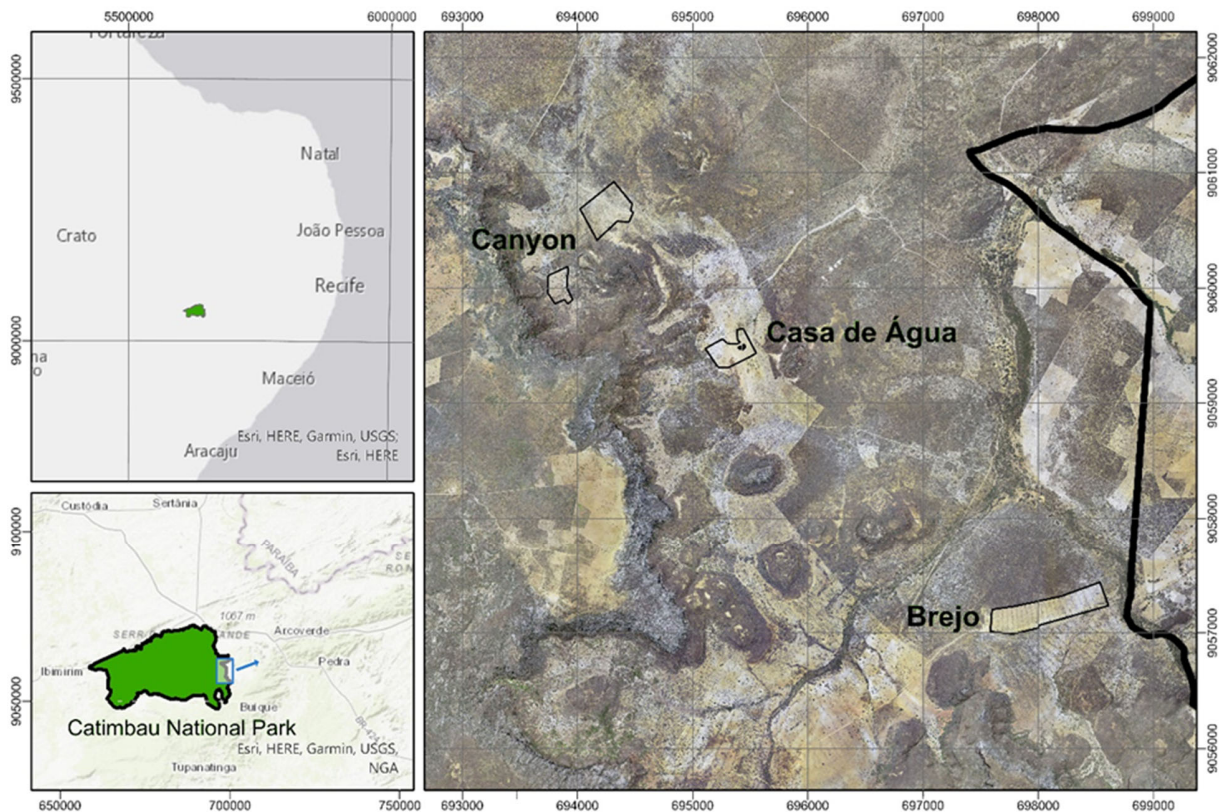 5500000 6000000
693000 694000 695000 696000 697000 698000 699000
Fortaleza
9500000
Natal
Crato
João Pessoa
Recife
9000000
na
o
Maceió
Aracaju
Esri, HERE, Garmin, USGS;
Esri, HERE
Custódia
Sertânia
9100000
PARAÍBA
1067 m
Arcoverde
Ibimirim
Pedra
9050000
Buíque
Catimbau National Park
Esri, HERE, Garmin, USGS,
NGA
Tupanatinga
650000 700000 750000
Canyon
Casa de Água
Brejo
9062000
9061000
9060000
9059000
9058000
9057000
9056000
693000 694000 695000 696000 697000 698000 699000